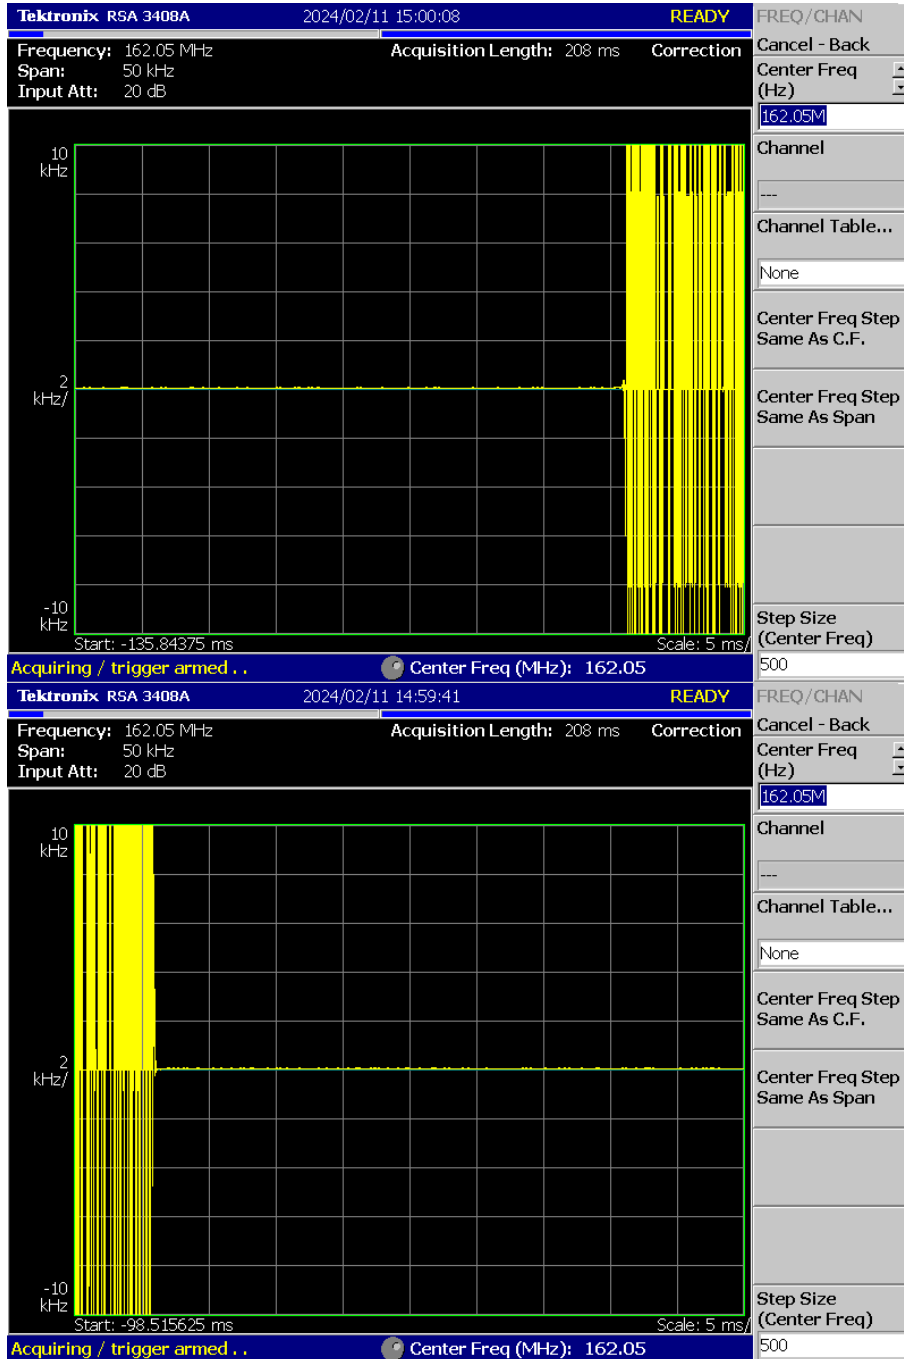 Tektronix RSA 3408A 2024/02/11 15:00:08 READY FREQ/CHAN
Frequency: 162.05 MHz Acquisition Length: 208 ms Correction Cancel - Back
Span: 50 kHz Center Freq
Input Att: 20 dB (Hz)
162.05M
10 Channel
kHz
---
Channel Table...
None
Center Freq Step
Same As C.F.
2
kHz/
Center Freq Step
Same As Span
-10
kHz
Step Size
Start: -135.84375 ms Scale: 5 ms/ (Center Freq)
Acquiring / trigger armed . . Center Freq (MHz): 162.05 500
Tektronix RSA 3408A 2024/02/11 14:59:41 READY FREQ/CHAN
Frequency: 162.05 MHz Acquisition Length: 208 ms Correction Cancel - Back
Span: 50 kHz Center Freq
Input Att: 20 dB (Hz)
162.05M
10 Channel
kHz
---
Channel Table...
None
Center Freq Step
Same As C.F.
2
kHz/
Center Freq Step
Same As Span
-10
kHz
Step Size
Start: -98.515625 ms Scale: 5 ms/ (Center Freq)
Acquiring / trigger armed . . Center Freq (MHz): 162.05 500